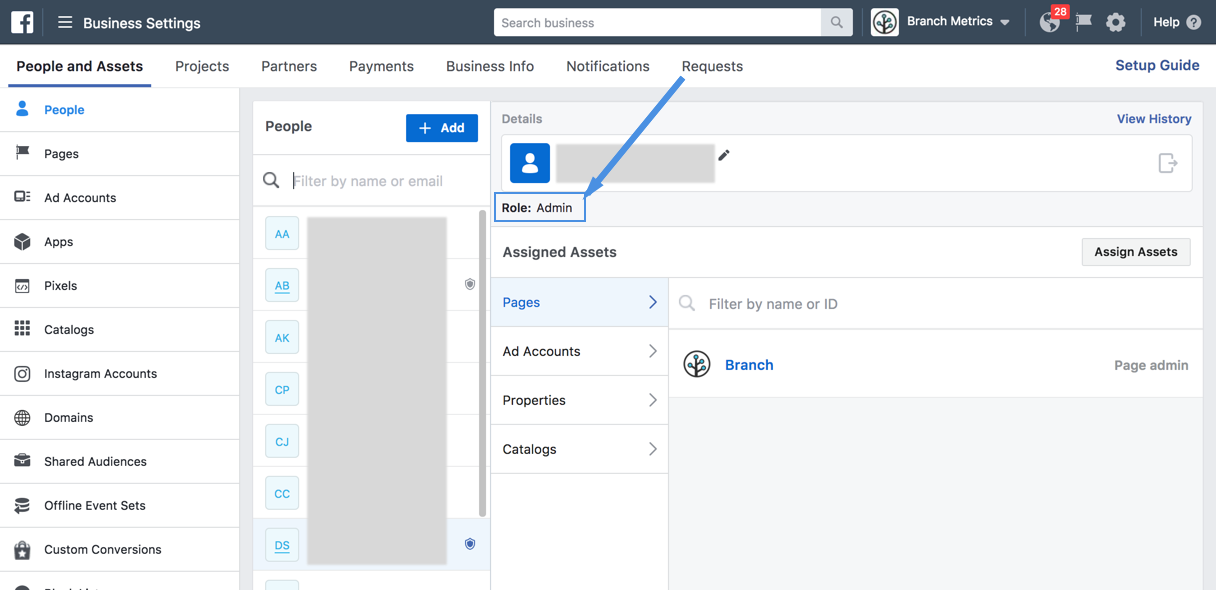 Business Settings
Search business
Branch Metrics
28
Help
People and Assets
Projects
Partners
Payments
Business Info
Notifications
Requests
Setup Guide
People
Pages
Ad Accounts
Apps
Pixels
Catalogs
Instagram Accounts
Domains
Shared Audiences
Offline Event Sets
Custom Conversions
People
+ Add
Filter by name or email
AA
AB
AK
CP
CJ
CC
DS
Details
View History
Role: Admin
Assigned Assets
Assign Assets
Pages
Ad Accounts
Properties
Catalogs
Filter by name or ID
Branch
Page admin